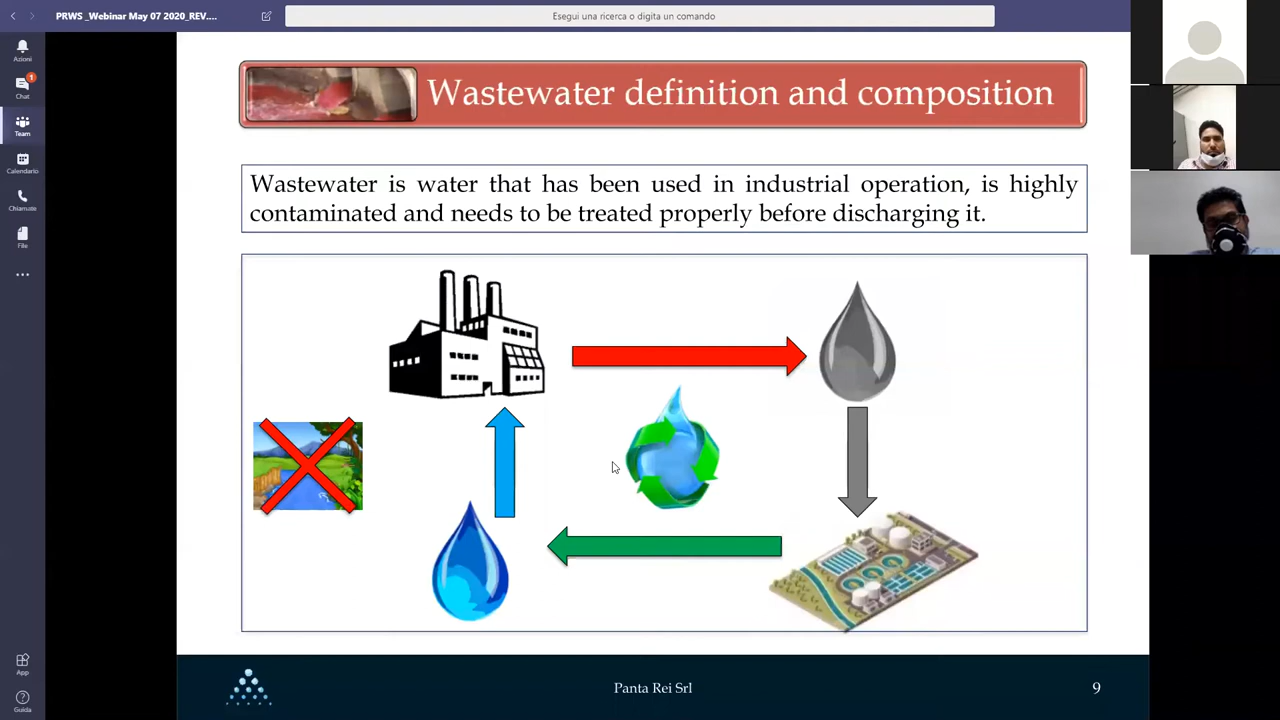 PRWS _Webinar May 07 2020_REV....
Esegui una ricerca o digita un comando
Azioni
1
Chat
Team
Calendario
Chiamate
File
App
Guida
Wastewater definition and composition
Wastewater is water that has been used in industrial operation, is highly
contaminated and needs to be treated properly before discharging it.
Panta Rei Srl
9